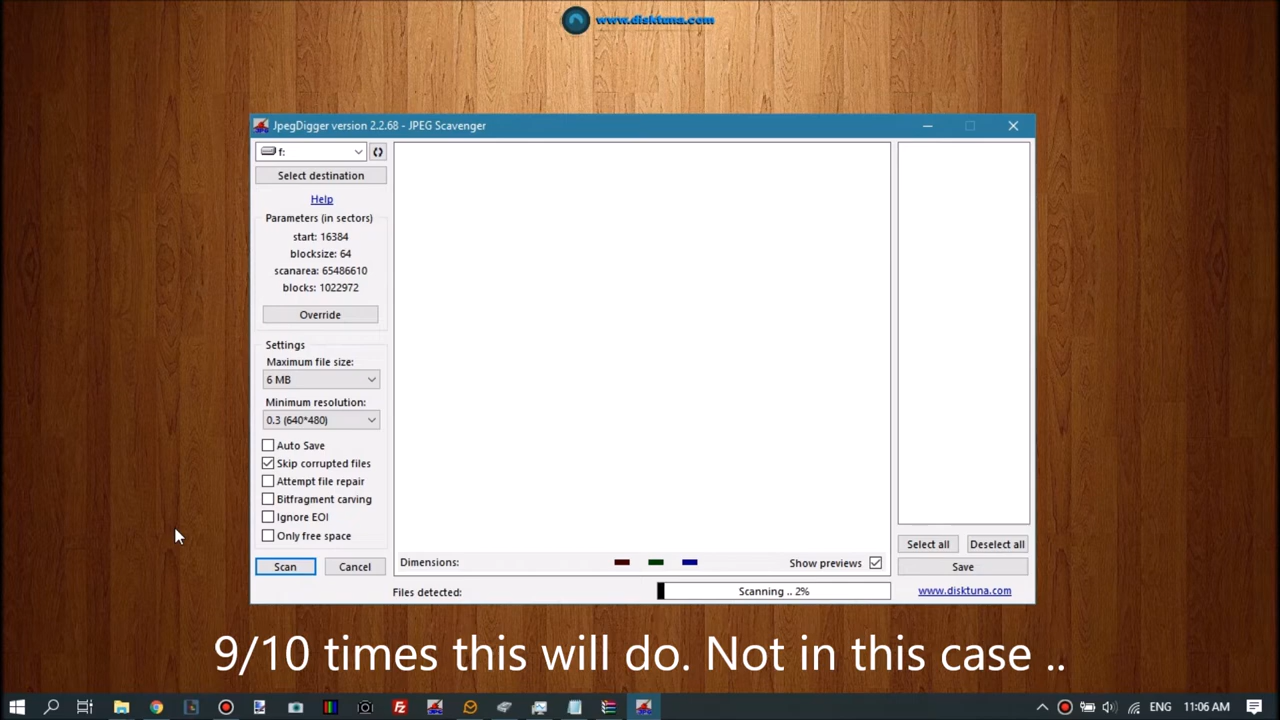 www.disktuna.com
JpegDigger version 2.2.68 - JPEG Scavenger
f:
Select destination
Help
Parameters (in sectors)
start: 16384
blocksize: 64
scanarea: 65486610
blocks: 1022972
Override
Settings
Maximum file size:
6 MB
Minimum resolution:
0.3 (640*480)
Auto Save
Skip corrupted files
Attempt file repair
Bitfragment carving
Ignore EOI
Only free space
Scan Cancel
Dimensions:
Show previews
Files detected:
Scanning .. 2%
Select all Deselect all
Save
www.disktuna.com
9/10 times this will do. Not in this case ..
ENG 11:06 AM